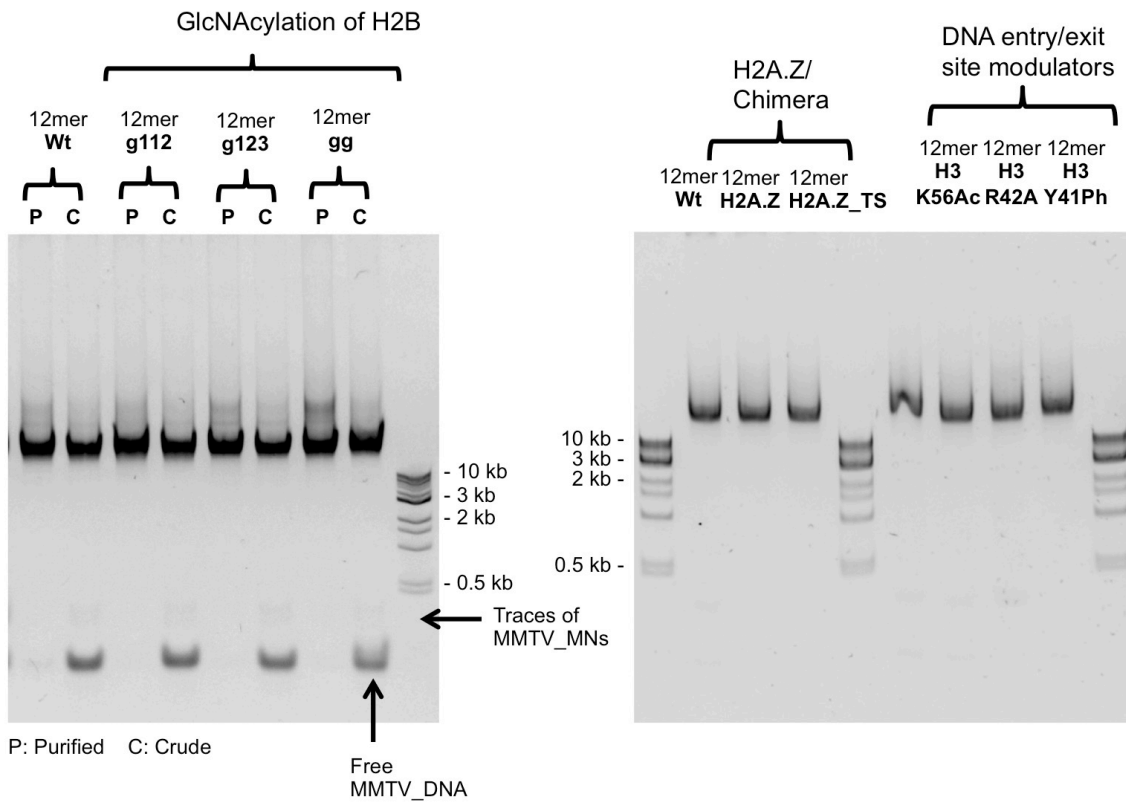 GlcNAcylation of H2B
12mer
Wt
12mer
g112
12mer
g123
12mer
gg
P C P C P C P C
- 10 kb
- 3 kb
- 2 kb
- 0.5 kb
Traces of
MMTV_MNs
P: Purified C: Crude
Free
MMTV_DNA
H2A.Z/
Chimera
DNA entry/exit
site modulators
12mer
Wt
12mer
H2A.Z
12mer
H2A.Z_TS
12mer
H3
K56Ac
12mer
H3
R42A
12mer
H3
Y41Ph
10 kb -
3 kb -
2 kb -
0.5 kb -